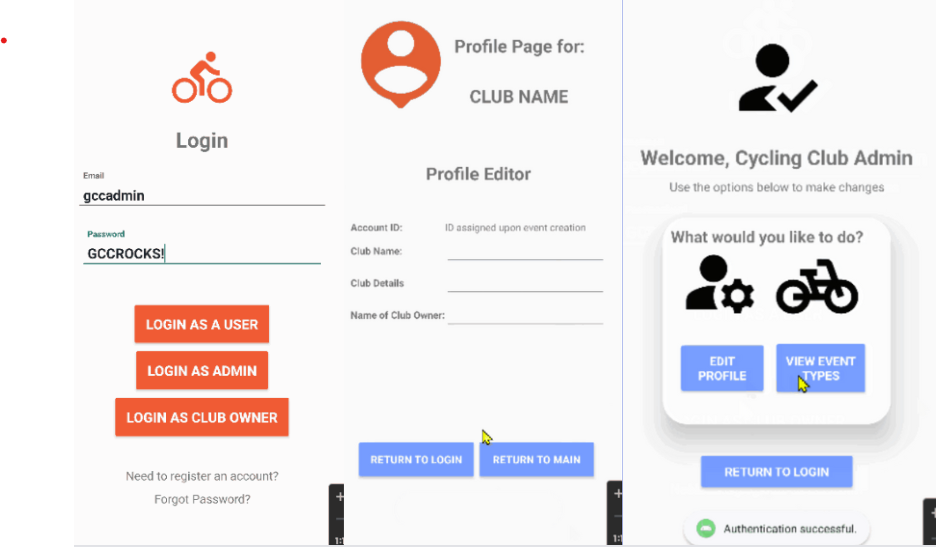 Login
Email
gccadmin
Password
GCCROCKS!
LOGIN AS A USER
LOGIN AS ADMIN
LOGIN AS CLUB OWNER
Need to register an account?
Forgot Password?
+
1:1
Profile Page for:
CLUB NAME
Profile Editor
Account ID: ID assigned upon event creation
Club Name:
Club Details
Name of Club Owner:
RETURN TO LOGIN
RETURN TO MAIN
+
1:1
Welcome, Cycling Club Admin
Use the options below to make changes
What would you like to do?
EDIT
PROFILE
VIEW EVENT
TYPES
RETURN TO LOGIN
Authentication successful.
+